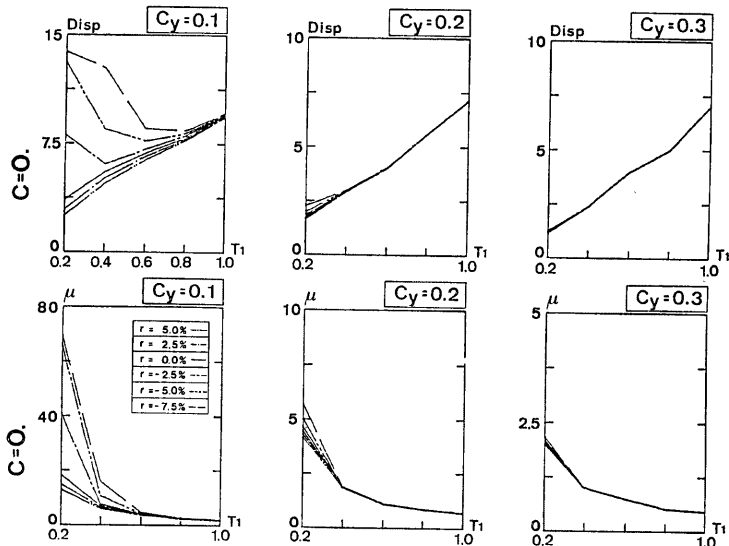 Disp
Cy=0.1
15
7.5
0
C=0.
0.2
0.4
0.6
0.8
1.0
T1
Disp
Cy=0.2
10
5
0
0.2
1.0
T1
Disp
Cy=0.3
10
5
0
0.2
1.0
T1
μ
Cy=0.1
80
40
0
C=0.
r = 5.0%
r = 2.5%
r = 0.0%
r = -2.5%
r = -5.0%
r = -7.5%
0.2
1.0
T1
μ
Cy=0.2
10
5
0
0.2
1.0
T1
μ
Cy=0.3
5
2.5
0
0.2
1.0
T1